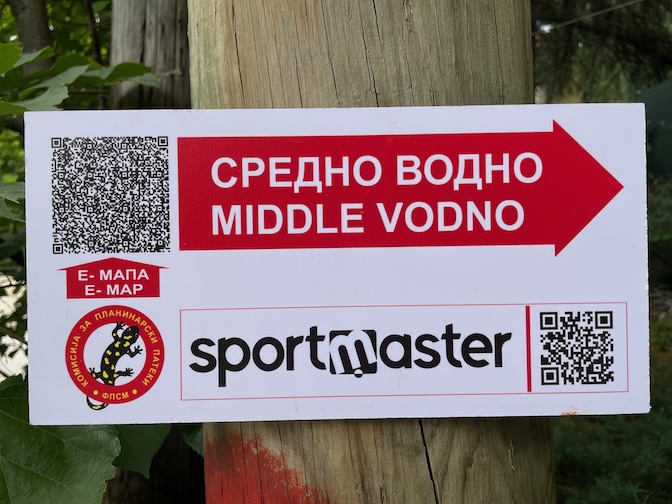 СРЕДНО ВОДНО
MIDDLE VODNO
Е- МАПА
E- MAP
КОМИСИЈА ЗА ПЛАНИНАРСКИ ПАТЕКИ
ФПСМ
sportmaster